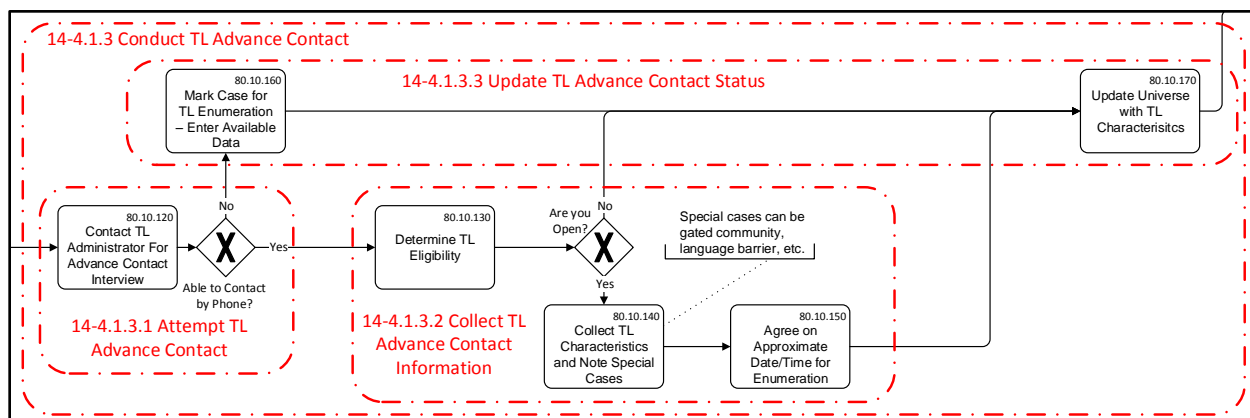 14-4.1.3 Conduct TL Advance Contact
80.10.160
Mark Case for
TL Enumeration
– Enter Available
Data
14-4.1.3.3 Update TL Advance Contact Status
80.10.170
Update Universe
with TL
Characterisitcs
No
80.10.120
Contact TL
Administrator For
Advance Contact
Interview
X
Yes
Able to Contact
by Phone?
14-4.1.3.1 Attempt TL
Advance Contact
80.10.130
Determine TL
Eligibility
Are you
Open?
No
X
Yes
Special cases can be
gated community,
language barrier, etc.
14-4.1.3.2 Collect TL
Advance Contact
Information
80.10.140
Collect TL
Characteristics
and Note Special
Cases
80.10.150
Agree on
Approximate
Date/Time for
Enumeration